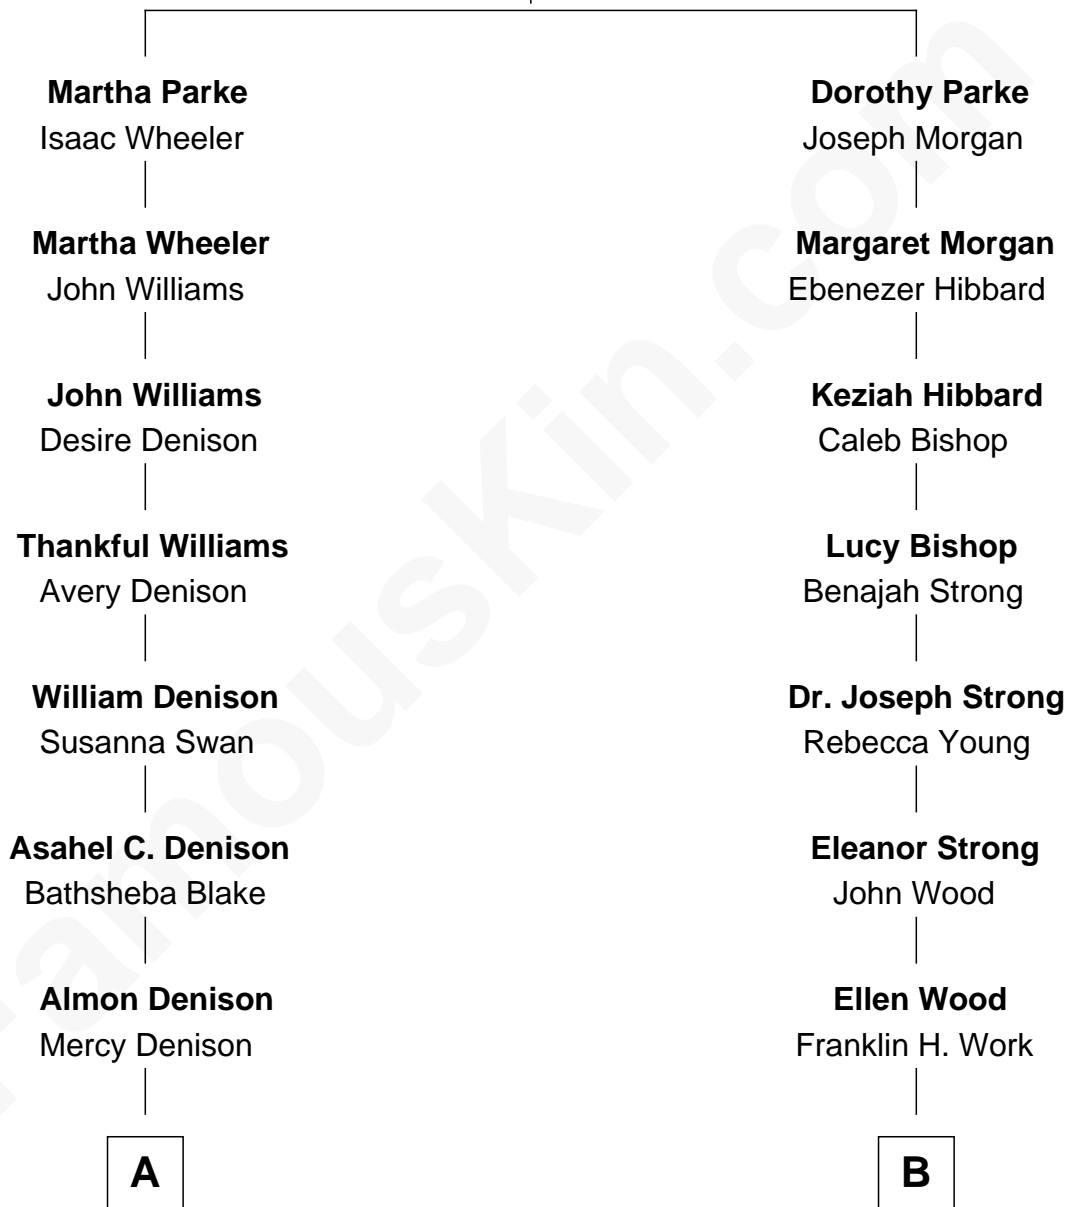 Martha Parke
Isaac Wheeler
Martha Wheeler
John Williams
John Williams
Desire Denison
Thankful Williams
Avery Denison
William Denison
Susanna Swan
Asahel C. Denison
Bathsheba Blake
Almon Denison
Mercy Denison
A
Dorothy Parke
Joseph Morgan
Margaret Morgan
Ebenezer Hibbard
Keziah Hibbard
Caleb Bishop
Lucy Bishop
Benajah Strong
Dr. Joseph Strong
Rebecca Young
Eleanor Strong
John Wood
Ellen Wood
Franklin H. Work
B
FamousKin.com